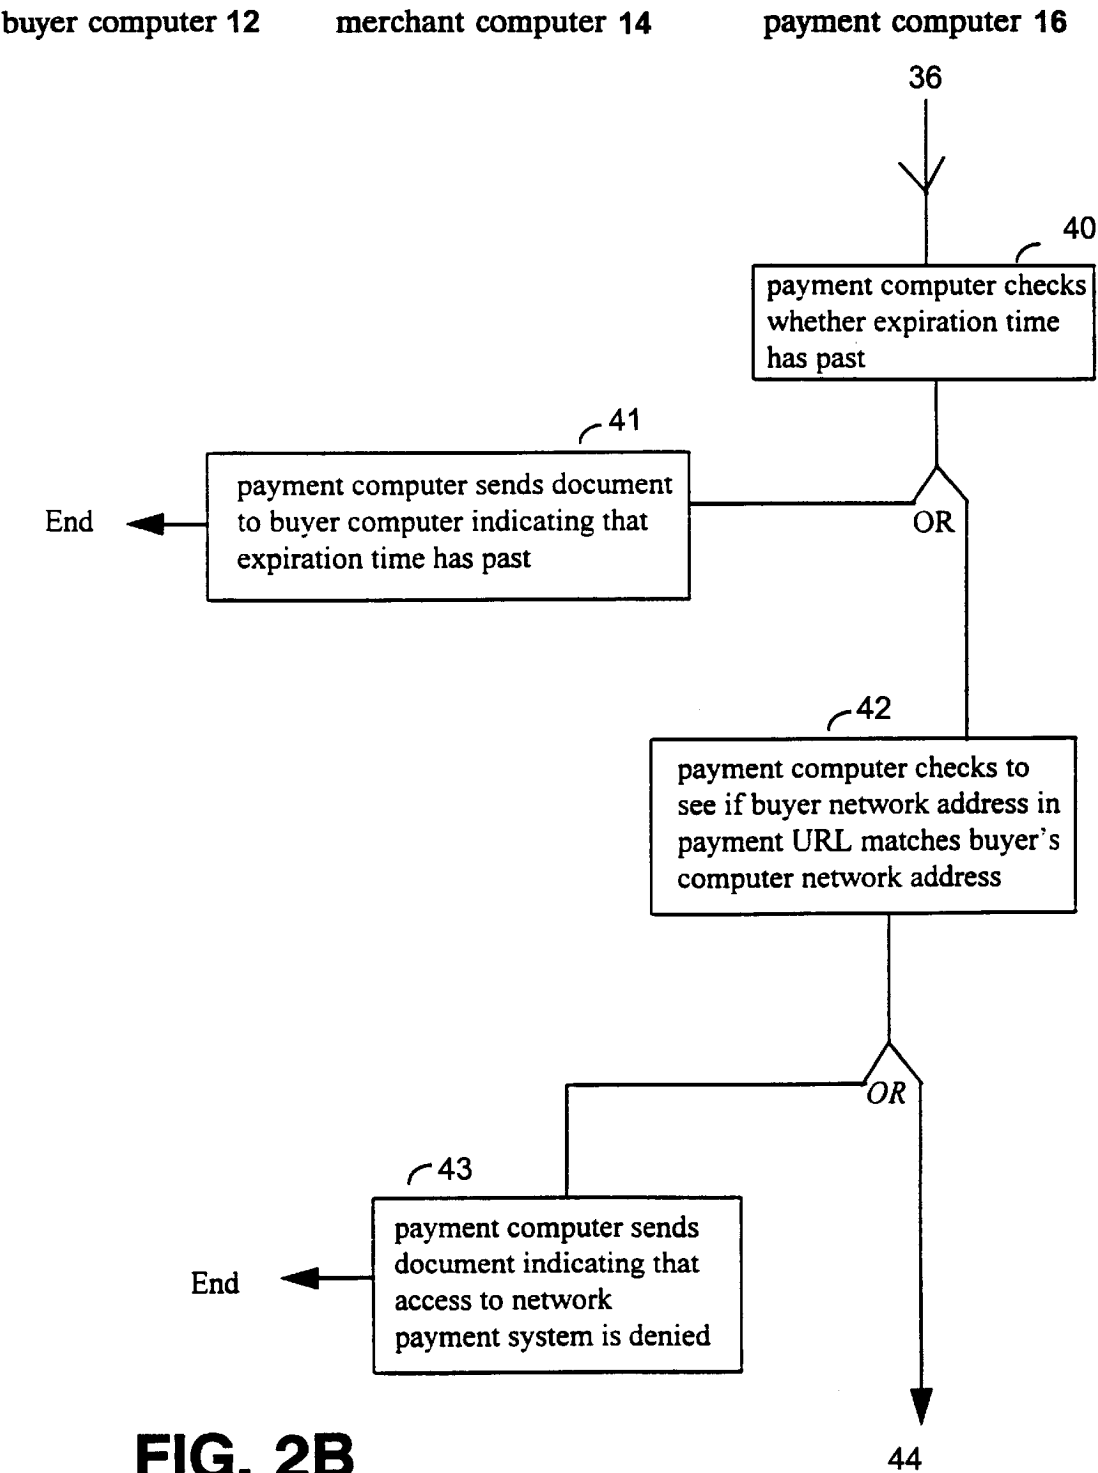 buyer computer 12 merchant computer 14 payment computer 16
36
40
payment computer checks
whether expiration time
has past
41
payment computer sends document
to buyer computer indicating that
expiration time has past
End
OR
42
payment computer checks to
see if buyer network address in
payment URL matches buyer's
computer network address
OR
43
payment computer sends
document indicating that
access to network
payment system is denied
End
44
FIG. 2B